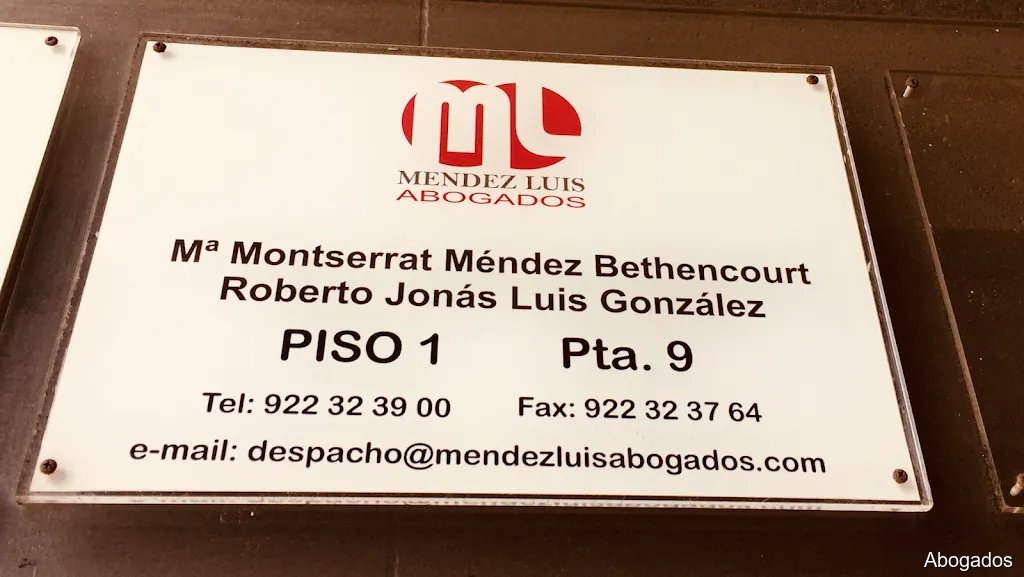 ML
MENDEZ LUIS
ABOGADOS
Mª Montserrat Méndez Bethencourt
Roberto Jonás Luis González
PISO 1 Pta. 9
Tel: 922 32 39 00 Fax: 922 32 37 64
e-mail: despacho@mendezluisabogados.com
Abogados